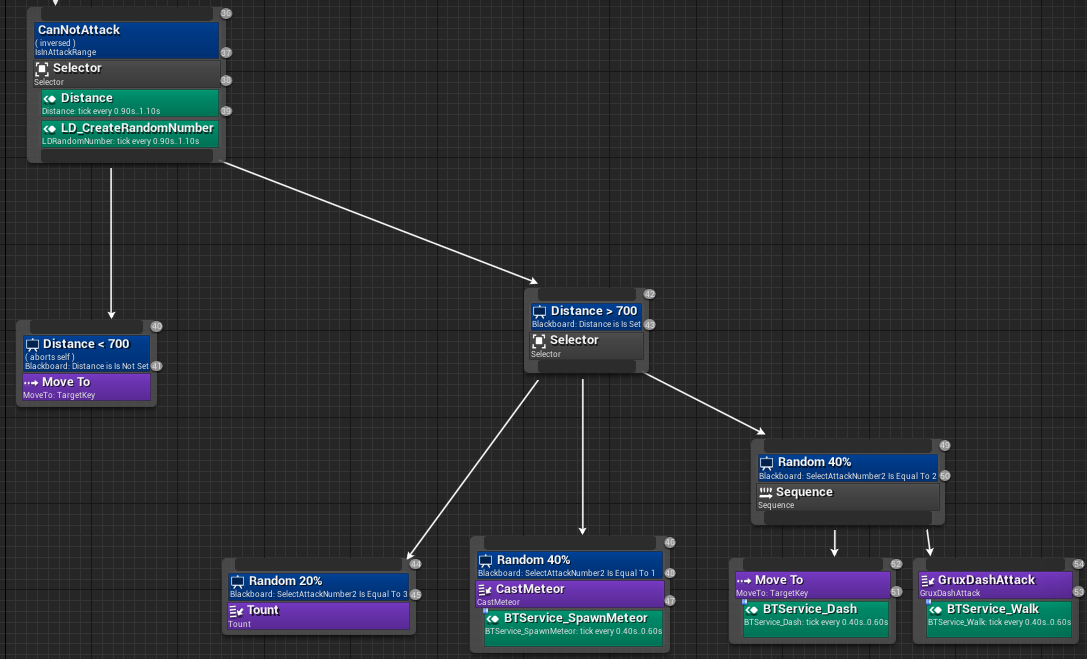 36
CanNotAttack
( inversed )
IsInAttackRange
37
Selector
Selector
38
Distance
Distance: tick every 0.90s..1.10s
39
LD_CreateRandomNumber
LDRandomNumber: tick every 0.90s..1.10s
42
Distance > 700
Blackboard: Distance is Is Set
43
Selector
Selector
40
Distance < 700
( aborts self )
Blackboard: Distance is Is Not Set
41
Move To
MoveTo: TargetKey
49
Random 40%
Blackboard: SelectAttackNumber2 Is Equal To 2
50
Sequence
Sequence
44
Random 20%
Blackboard: SelectAttackNumber2 Is Equal To 3
45
Tount
Tount
46
Random 40%
Blackboard: SelectAttackNumber2 Is Equal To 1
48
CastMeteor
CastMeteor
47
BTService_SpawnMeteor
BTService_SpawnMeteor: tick every 0.40s..0.60s
52
Move To
MoveTo: TargetKey
51
BTService_Dash
BTService_Dash: tick every 0.40s..0.60s
54
GruxDashAttack
GruxDashAttack
53
BTService_Walk
BTService_Walk: tick every 0.40s..0.60s